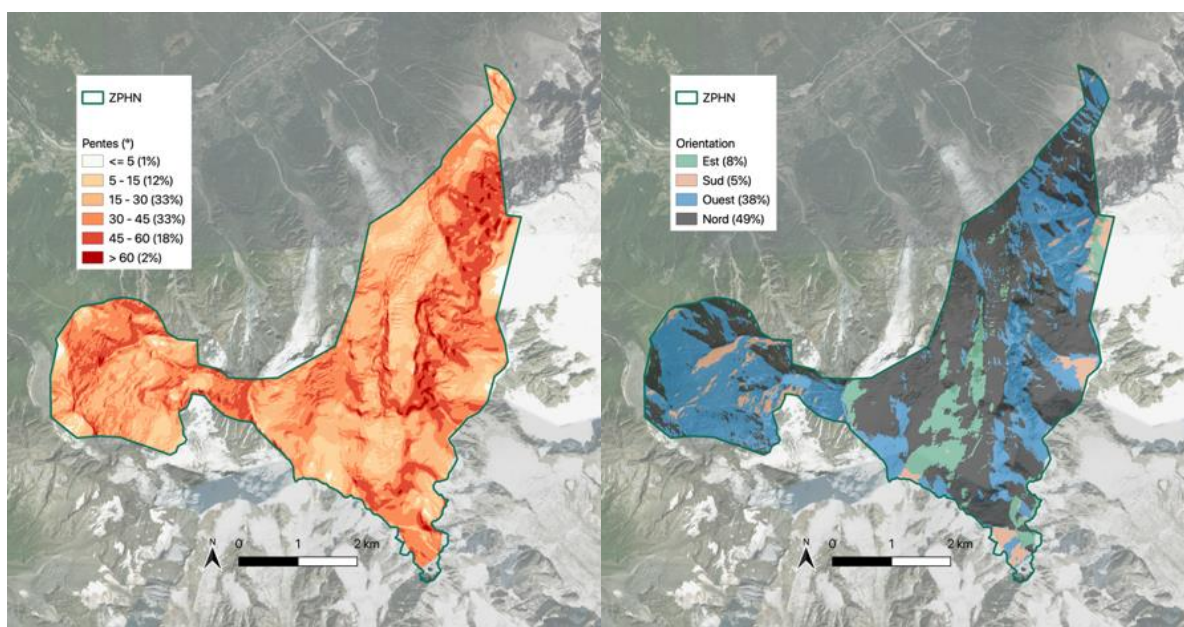 ZPHN
Pentes (°)
<= 5 (1%)
5 - 15 (12%)
15 - 30 (33%)
30 - 45 (33%)
45 - 60 (18%)
> 60 (2%)
N
0 1 2 km
ZPHN
Orientation
Est (8%)
Sud (5%)
Ouest (38%)
Nord (49%)
N
0 1 2 km